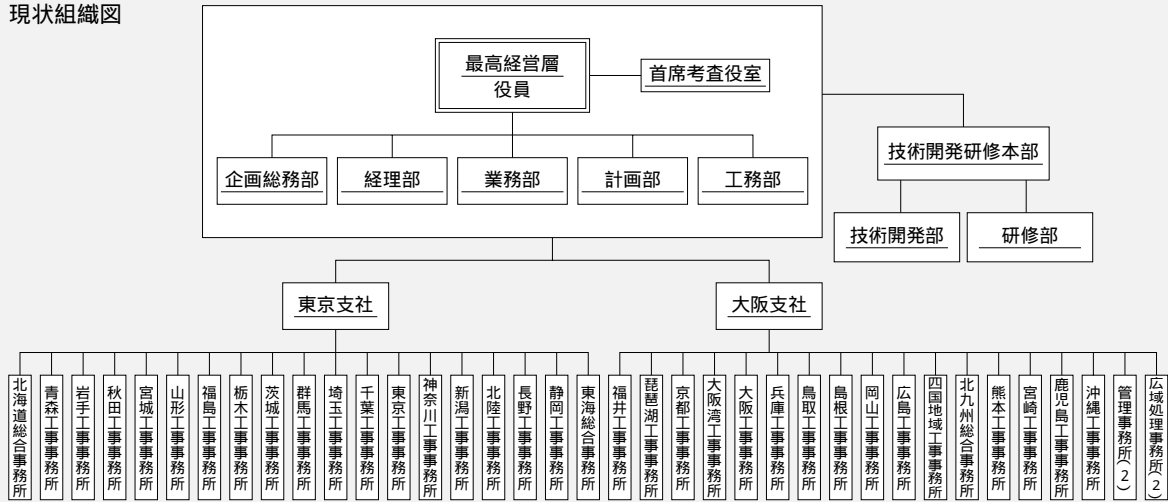 現状組織図
最高経営層
役員
首席考査役室
企画総務部
経理部
業務部
計画部
工務部
技術開発研修本部
技術開発部
研修部
東京支社
大阪支社
北海道総合事務所
青森工事事務所
岩手工事事務所
秋田工事事務所
宮城工事事務所
山形工事事務所
福島工事事務所
栃木工事事務所
茨城工事事務所
群馬工事事務所
埼玉工事事務所
千葉工事事務所
東京工事事務所
神奈川工事事務所
新潟工事事務所
北陸工事事務所
長野工事事務所
静岡工事事務所
東海総合事務所
福井工事事務所
琵琶湖工事事務所
京都工事事務所
大阪湾工事事務所
大阪工事事務所
兵庫工事事務所
鳥取工事事務所
島根工事事務所
岡山工事事務所
広島工事事務所
四国地域工事事務所
北九州総合事務所
熊本工事事務所
宮崎工事事務所
鹿児島工事事務所
沖縄工事事務所
管理事務所(2)
広域処理事務所(2